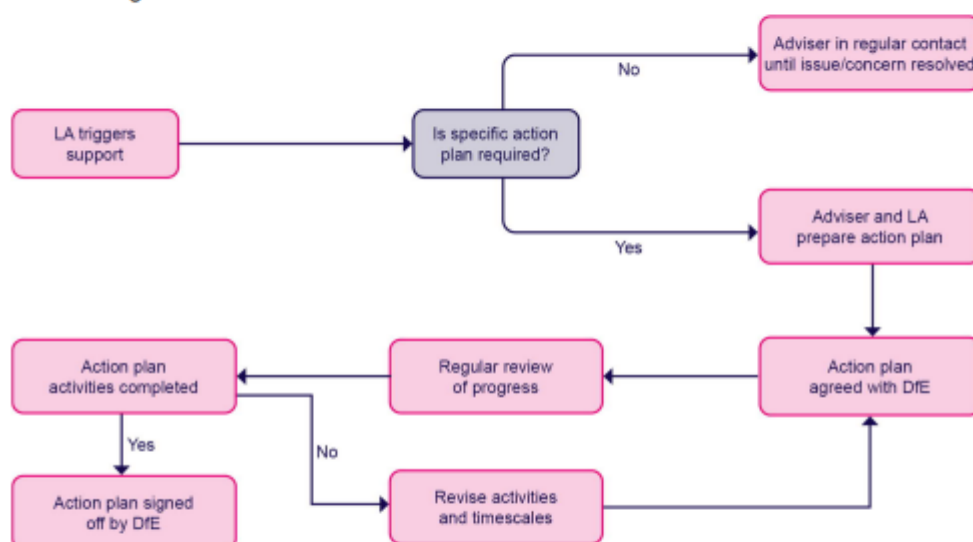 Adviser in regular contact
until issue/concern resolved
No
LA triggers
support
Is specific action
plan required?
Yes
Adviser and LA
prepare action plan
Action plan
activities completed
Regular review
of progress
Action plan
agreed with DfE
Yes
No
Action plan signed
off by DfE
Revise activities
and timescales